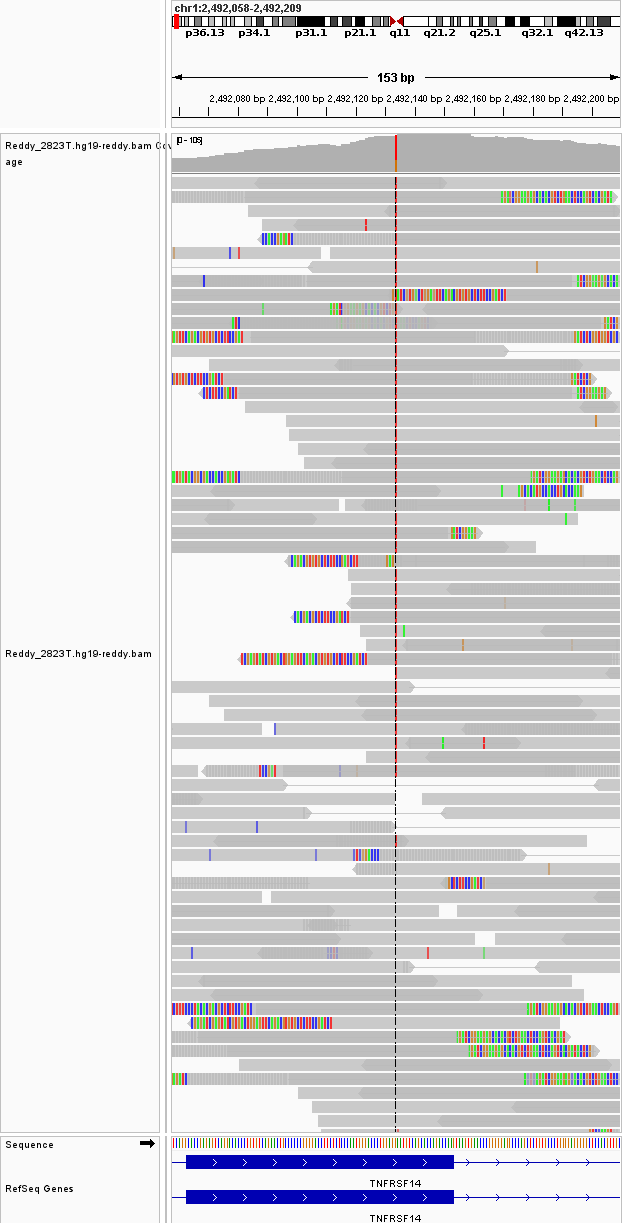 chr1:2,492,058-2,492,209
p36.13 p34.1 p31.1 p21.1 q11 q21.2 q25.1 q32.1 q42.13
153 bp
2,492,080 bp 2,492,100 bp 2,492,120 bp 2,492,140 bp 2,492,160 bp 2,492,180 bp 2,492,200 bp
[0 - 106]
Reddy_2823T.hg19-reddy.bam Cov
age
Reddy_2823T.hg19-reddy.bam
Sequence
TNFRSF14
RefSeq Genes
TNFRSF14